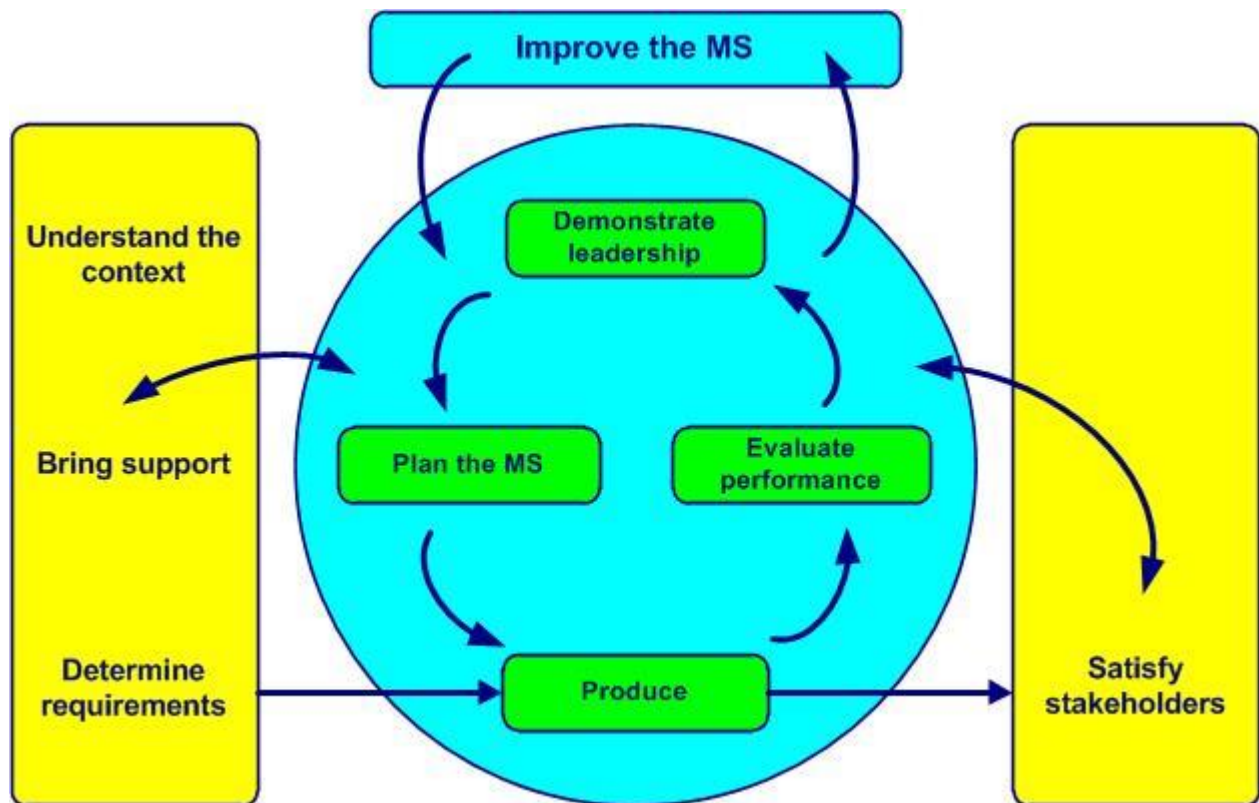 Improve the MS
Understand the
context
Bring support
Determine
requirements
Demonstrate
leadership
Plan the MS
Evaluate
performance
Produce
Satisfy
stakeholders